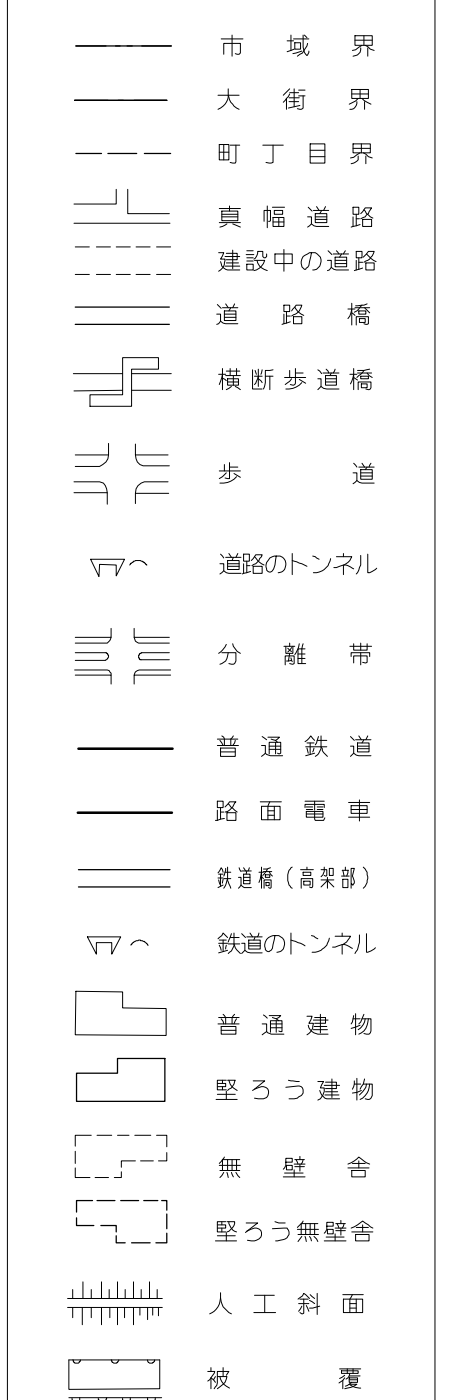 市域界
大街界
町丁目界
真幅道路
建設中の道路
道路橋
横断歩道橋
歩道
道路のトンネル
分離帯
普通鉄道
路面電車
鉄道橋(高架部)
鉄道のトンネル
普通建物
堅ろう建物
無壁舎
堅ろう無壁舎
人工斜面
被覆